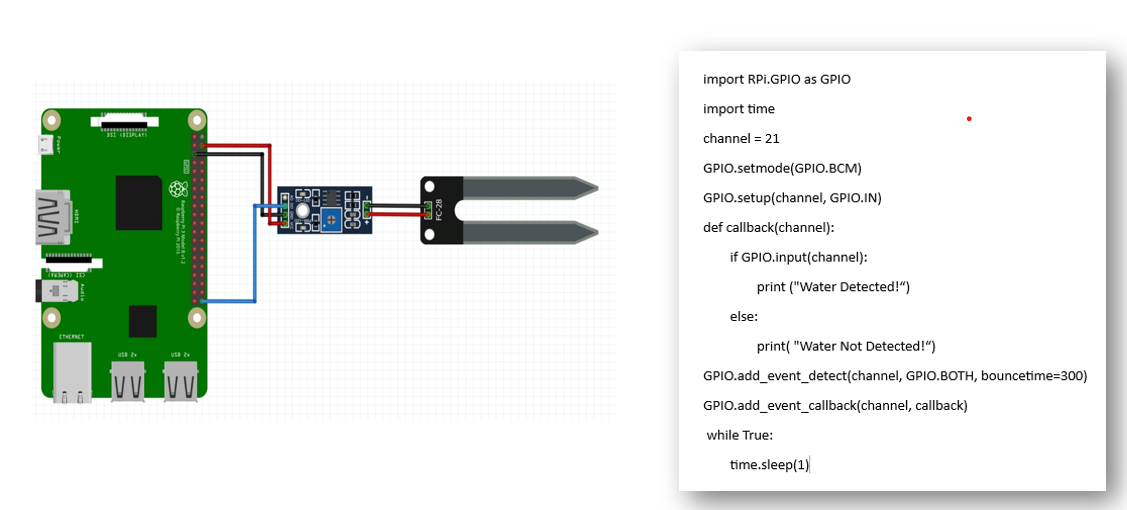 DSI (DISPLAY)
Power
GPIO
HDMI
Raspberry Pi 3 Model B v1.2
© Raspberry Pi 2015
CSI (CAMERA)
Audio
ETHERNET
USB 2x
USB 2x
FC-28
-
+
import RPi.GPIO as GPIO
import time
channel = 21
GPIO.setmode(GPIO.BCM)
GPIO.setup(channel, GPIO.IN)
def callback(channel):
if GPIO.input(channel):
print ("Water Detected!“)
else:
print( "Water Not Detected!“)
GPIO.add_event_detect(channel, GPIO.BOTH, bouncetime=300)
GPIO.add_event_callback(channel, callback)
while True:
time.sleep(1)